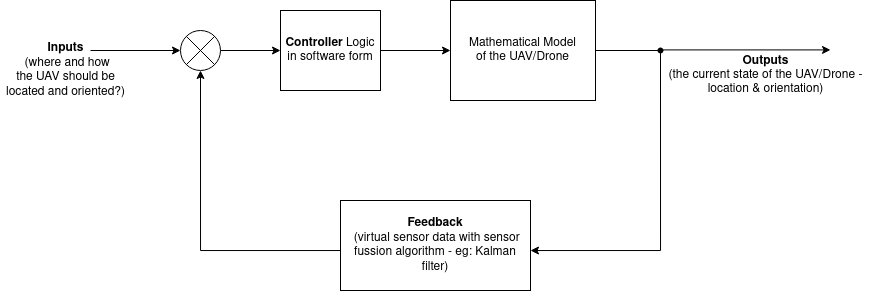 Inputs
(where and how
the UAV should be
located and oriented?)
Controller Logic
in software form
Mathematical Model
of the UAV/Drone
Outputs
(the current state of the UAV/Drone -
location & orientation)
Feedback
(virtual sensor data with sensor
fussion algorithm - eg: Kalman
filter)